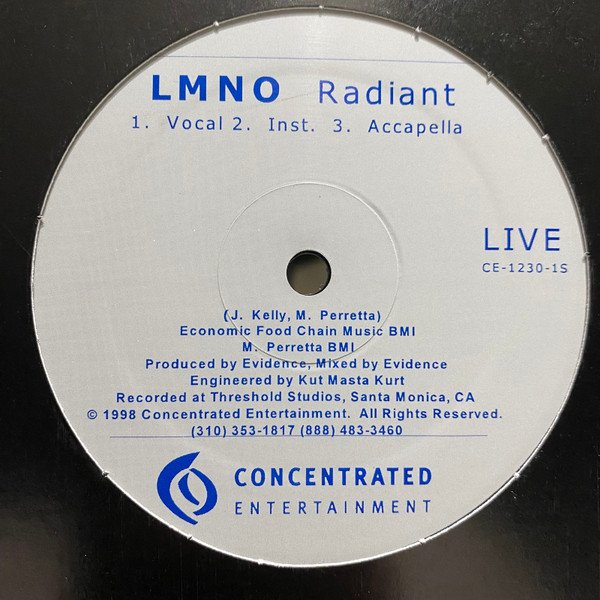 LMNO Radiant
1. Vocal 2. Inst. 3. Accapella
LIVE
CE-1230-1S
(J. Kelly, M. Perretta)
Economic Food Chain Music BMI
M. Perretta BMI
Produced by Evidence, Mixed by Evidence
Engineered by Kut Masta Kurt
Recorded at Threshold Studios, Santa Monica, CA
© 1998 Concentrated Entertainment. All Rights Reserved.
(310) 353-1817 (888) 483-3460
CONCENTRATED
ENTERTAINMENT